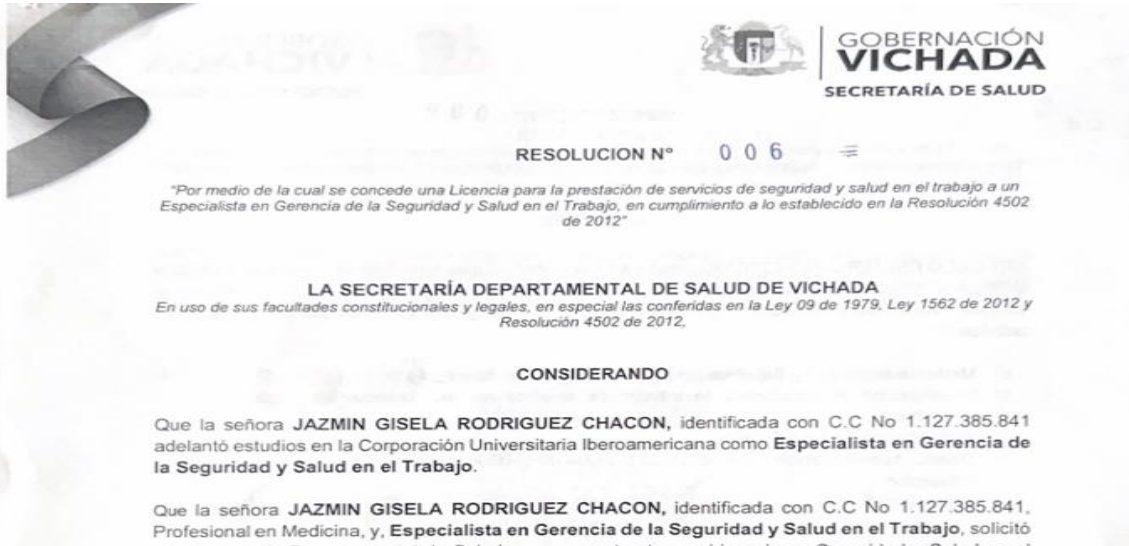 GOBERNACIÓN
VICHADA
SECRETARÍA DE SALUD
RESOLUCION N° 006
"Por medio de la cual se concede una Licencia para la prestación de servicios de seguridad y salud en el trabajo a un
Especialista en Gerencia de la Seguridad y Salud en el Trabajo, en cumplimiento a lo establecido en la Resolución 4502
de 2012"
LA SECRETARÍA DEPARTAMENTAL DE SALUD DE VICHADA
En uso de sus facultades constitucionales y legales, en especial las conferidas en la Ley 09 de 1979, Ley 1562 de 2012 y
Resolución 4502 de 2012,
CONSIDERANDO
Que la señora JAZMIN GISELA RODRIGUEZ CHACON, identificada con C.C No 1.127.385.841
adelantó estudios en la Corporación Universitaria Iberoamericana como Especialista en Gerencia de
la Seguridad y Salud en el Trabajo.
Que la señora JAZMIN GISELA RODRIGUEZ CHACON, identificada con C.C No 1.127.385.841,
Profesional en Medicina, y, Especialista en Gerencia de la Seguridad y Salud en el Trabajo, solicitó